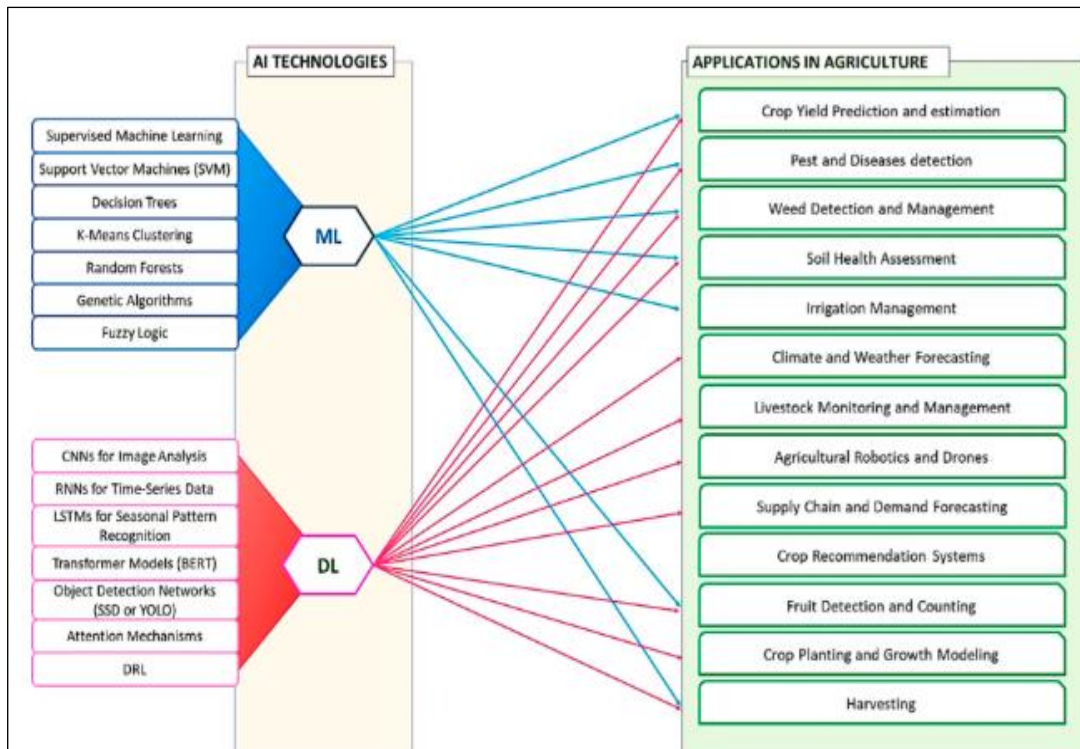 AI TECHNOLOGIES
APPLICATIONS IN AGRICULTURE
Supervised Machine Learning
Support Vector Machines (SVM)
Decision Trees
K-Means Clustering
Random Forests
Genetic Algorithms
Fuzzy Logic
ML
CNNs for Image Analysis
RNNs for Time-Series Data
LSTMs for Seasonal Pattern
Recognition
Transformer Models (BERT)
Object Detection Networks
(SSD or YOLO)
Attention Mechanisms
DRL
DL
Crop Yield Prediction and estimation
Pest and Diseases detection
Weed Detection and Management
Soil Health Assessment
Irrigation Management
Climate and Weather Forecasting
Livestock Monitoring and Management
Agricultural Robotics and Drones
Supply Chain and Demand Forecasting
Crop Recommendation Systems
Fruit Detection and Counting
Crop Planting and Growth Modeling
Harvesting